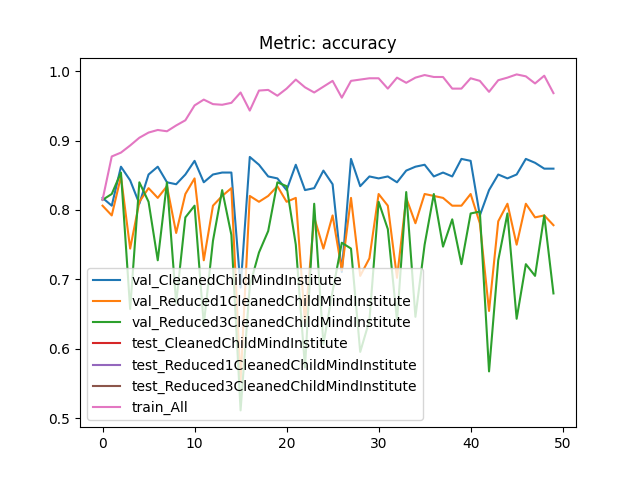 Metric: accuracy
1.0
0.9
0.8
0.7
0.6
0.5
val_CleanedChildMindInstitute
val_Reduced1CleanedChildMindInstitute
val_Reduced3CleanedChildMindInstitute
test_CleanedChildMindInstitute
test_Reduced1CleanedChildMindInstitute
test_Reduced3CleanedChildMindInstitute
train_All
0 10 20 30 40 50